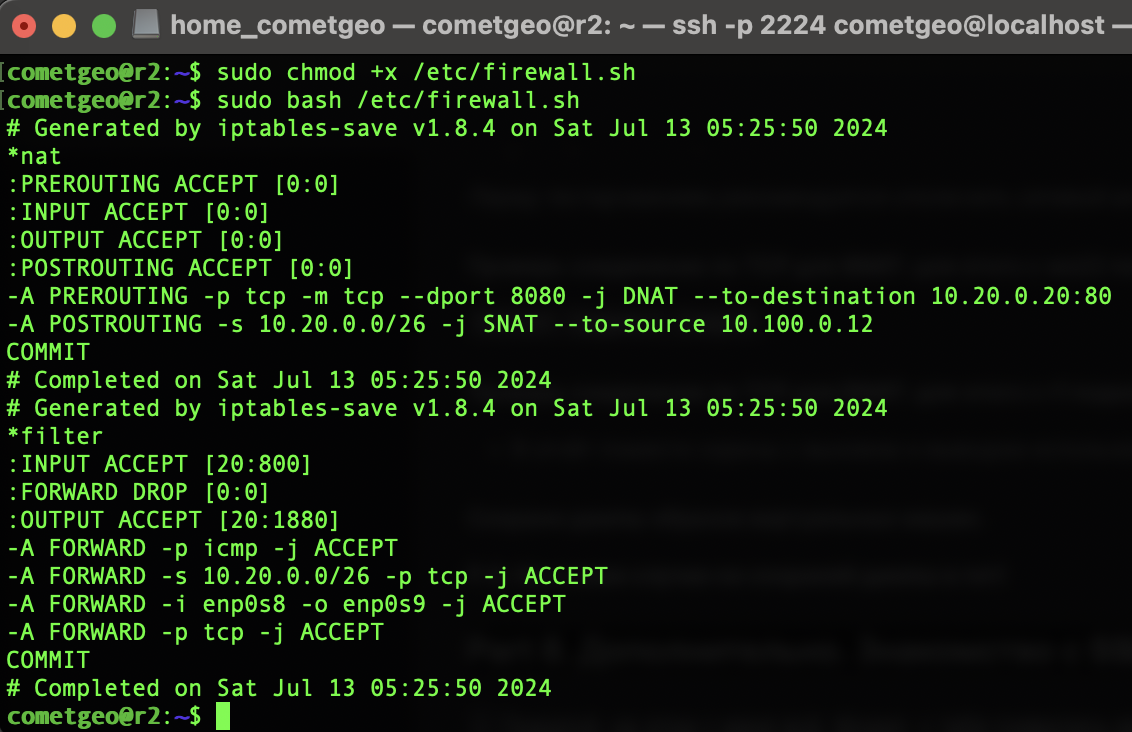 home_cometgeo — cometgeo@r2: ~ — ssh -p 2224 cometgeo@localhost —
[cometgeo@r2:~$ sudo chmod +x /etc/firewall.sh
[cometgeo@r2:~$ sudo bash /etc/firewall.sh
# Generated by iptables-save v1.8.4 on Sat Jul 13 05:25:50 2024
*nat
:PREROUTING ACCEPT [0:0]
:INPUT ACCEPT [0:0]
:OUTPUT ACCEPT [0:0]
:POSTROUTING ACCEPT [0:0]
-A PREROUTING -p tcp -m tcp --dport 8080 -j DNAT --to-destination 10.20.0.20:80
-A POSTROUTING -s 10.20.0.0/26 -j SNAT --to-source 10.100.0.12
COMMIT
# Completed on Sat Jul 13 05:25:50 2024
# Generated by iptables-save v1.8.4 on Sat Jul 13 05:25:50 2024
*filter
:INPUT ACCEPT [20:800]
:FORWARD DROP [0:0]
:OUTPUT ACCEPT [20:1880]
-A FORWARD -p icmp -j ACCEPT
-A FORWARD -s 10.20.0.0/26 -p tcp -j ACCEPT
-A FORWARD -i enp0s8 -o enp0s9 -j ACCEPT
-A FORWARD -p tcp -j ACCEPT
COMMIT
# Completed on Sat Jul 13 05:25:50 2024
cometgeo@r2:~$